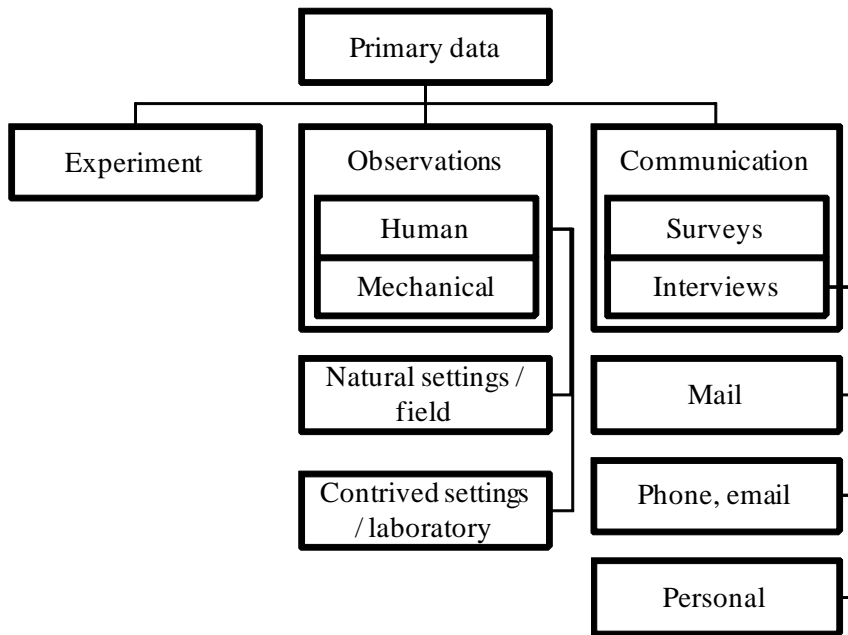 Primary data
Experiment
Observations
Human
Mechanical
Natural settings /
field
Contrived settings
/ laboratory
Communication
Surveys
Interviews
Mail
Phone, email
Personal